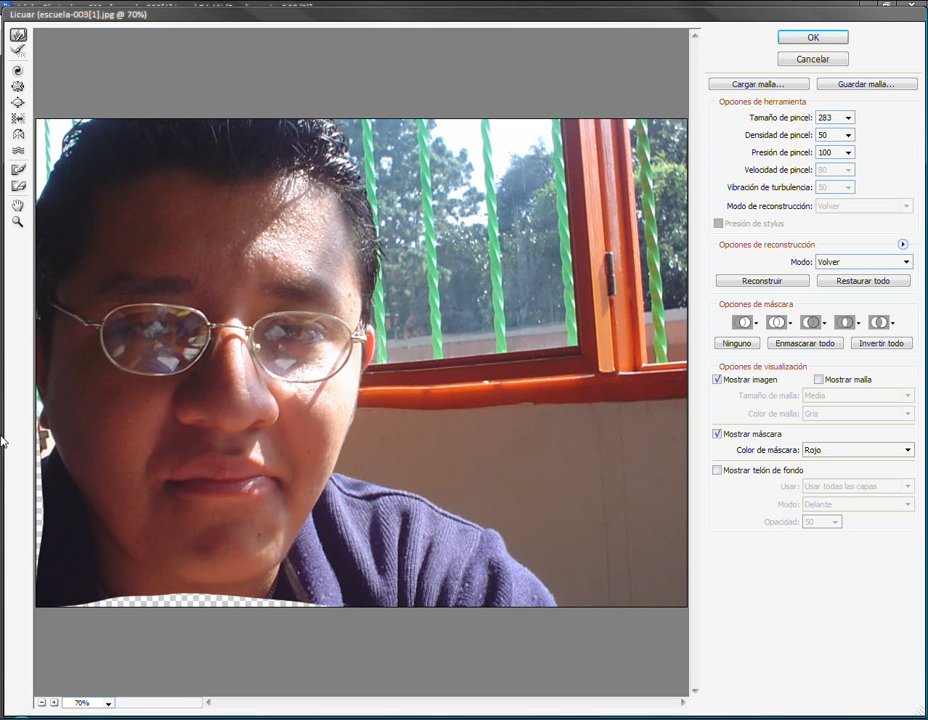 Licuar (escuela-003[1].jpg @ 70%)
OK
Cancelar
Cargar malla... Guardar malla...
Opciones de herramienta
Tamaño de pincel: 283
Densidad de pincel: 50
Presión de pincel: 100
Velocidad de pincel: 80
Vibración de turbulencia: 50
Modo de reconstrucción: Volver
Presión de stylus
Opciones de reconstrucción
Modo: Volver
Reconstruir Restaurar todo
Opciones de máscara
Ninguno Enmascarar todo Invertir todo
Opciones de visualización
Mostrar imagen Mostrar malla
Tamaño de malla: Media
Color de malla: Gris
Mostrar máscara
Color de máscara: Rojo
Mostrar telón de fondo
Usar: Usar todas las capas
Modo: Delante
Opacidad: 50
70%